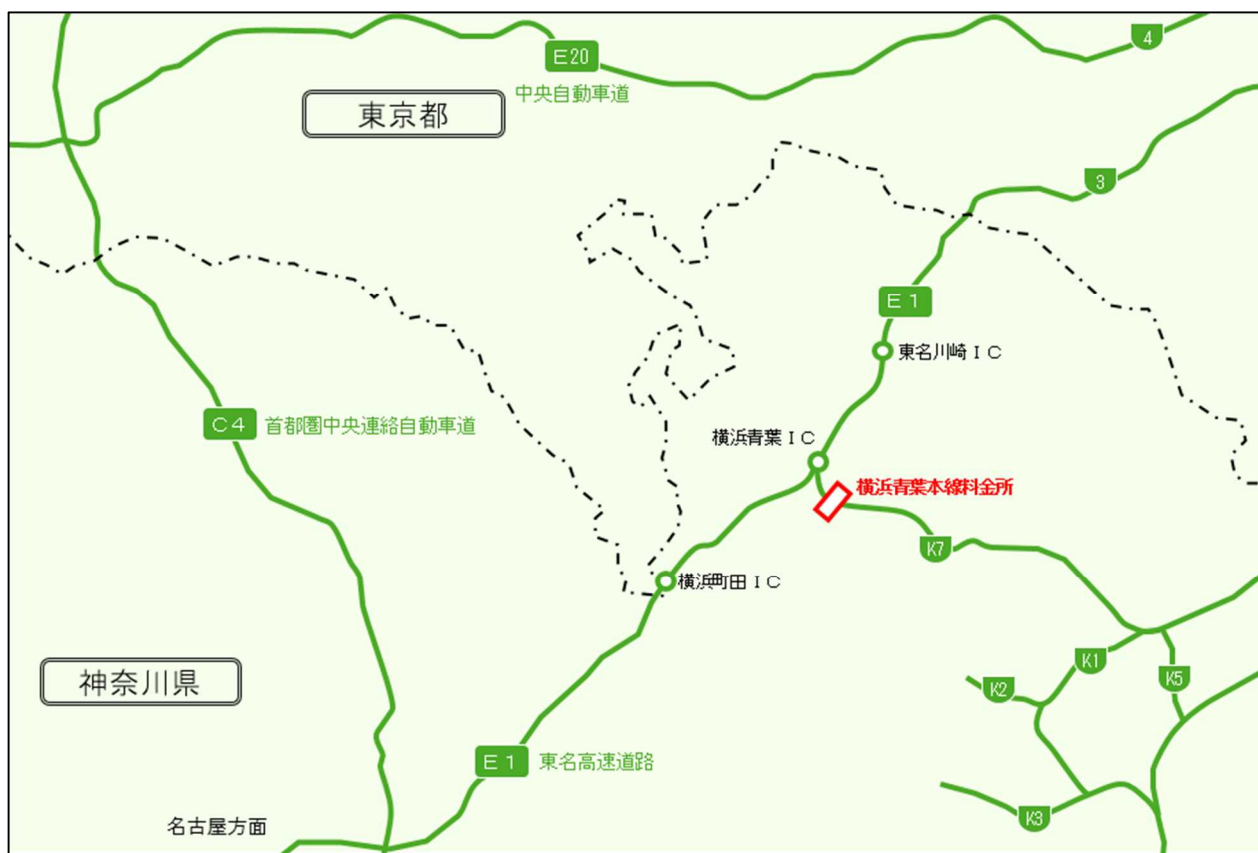 4
E20
中央自動車道
東京都
3
E1
東名川崎IC
C4
首都圏中央連絡自動車道
横浜青葉IC
横浜青葉本線料金所
K7
横浜町田IC
K1
K2
K5
神奈川県
E1
東名高速道路
K3
名古屋方面